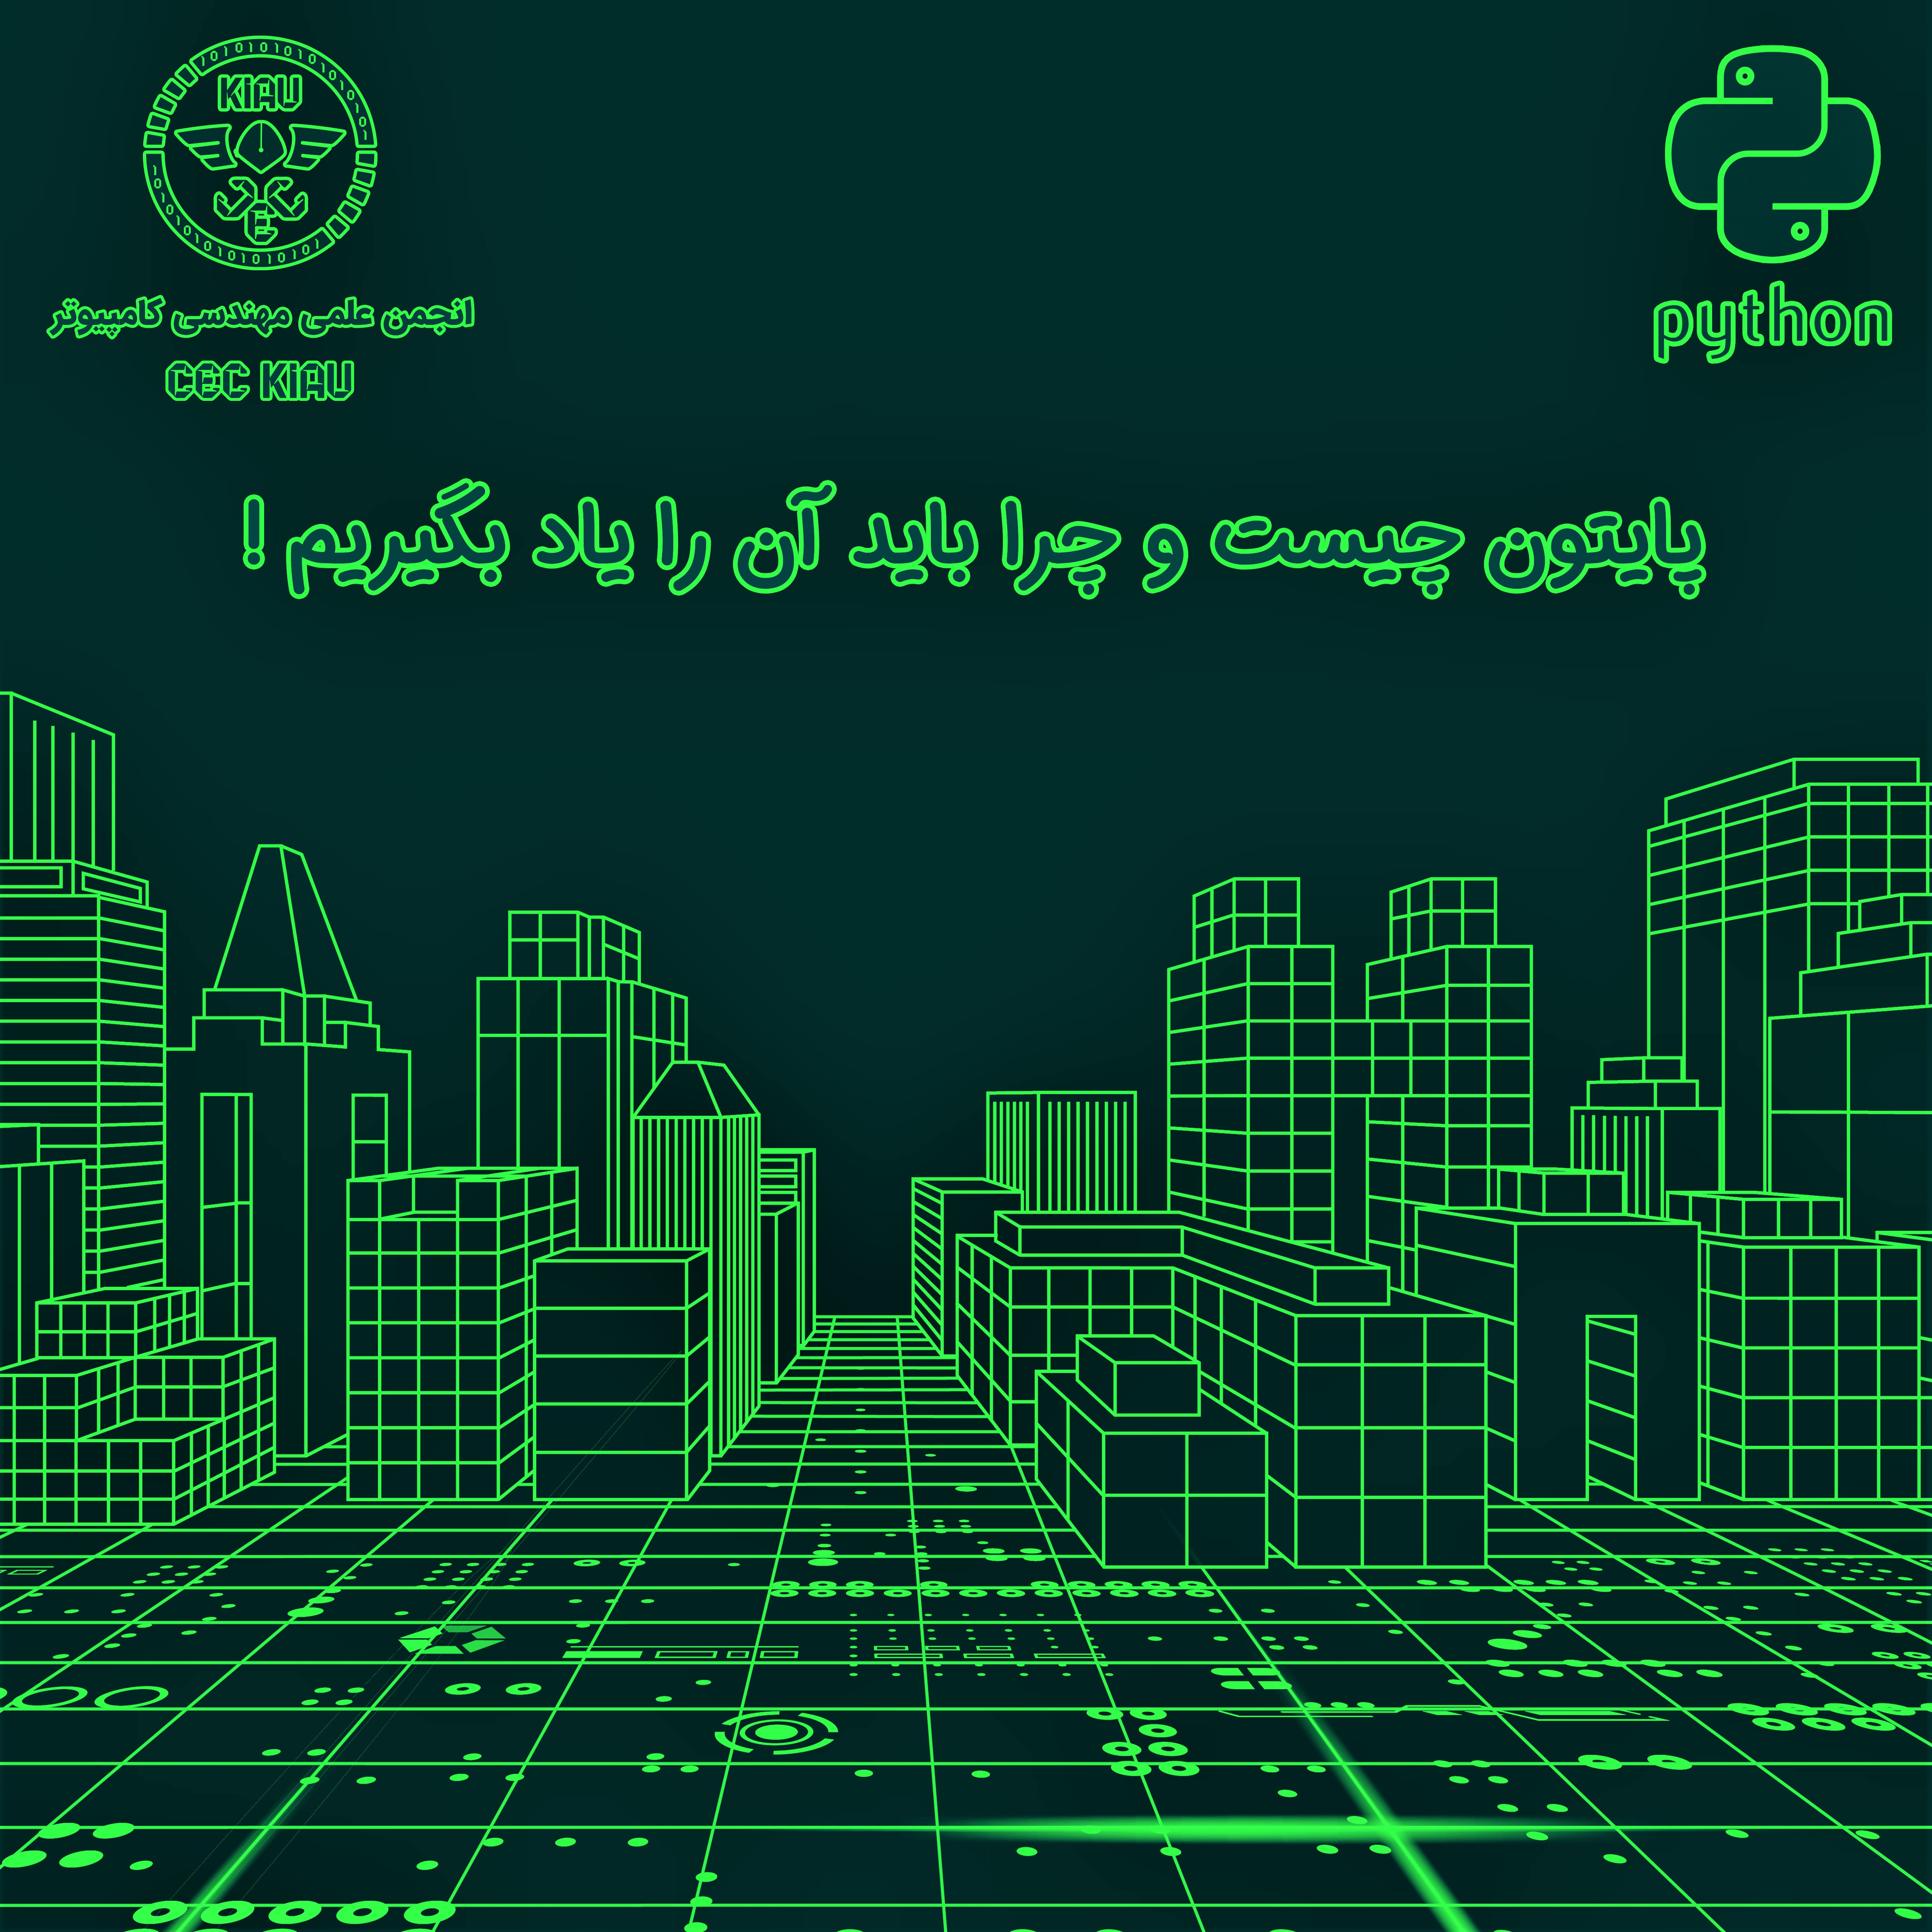 KIAU
انجمن علمی مهندسی کامپیوتر
CEC KIAU
python
پایتون چیست و چرا باید آن را یاد بگیریم !